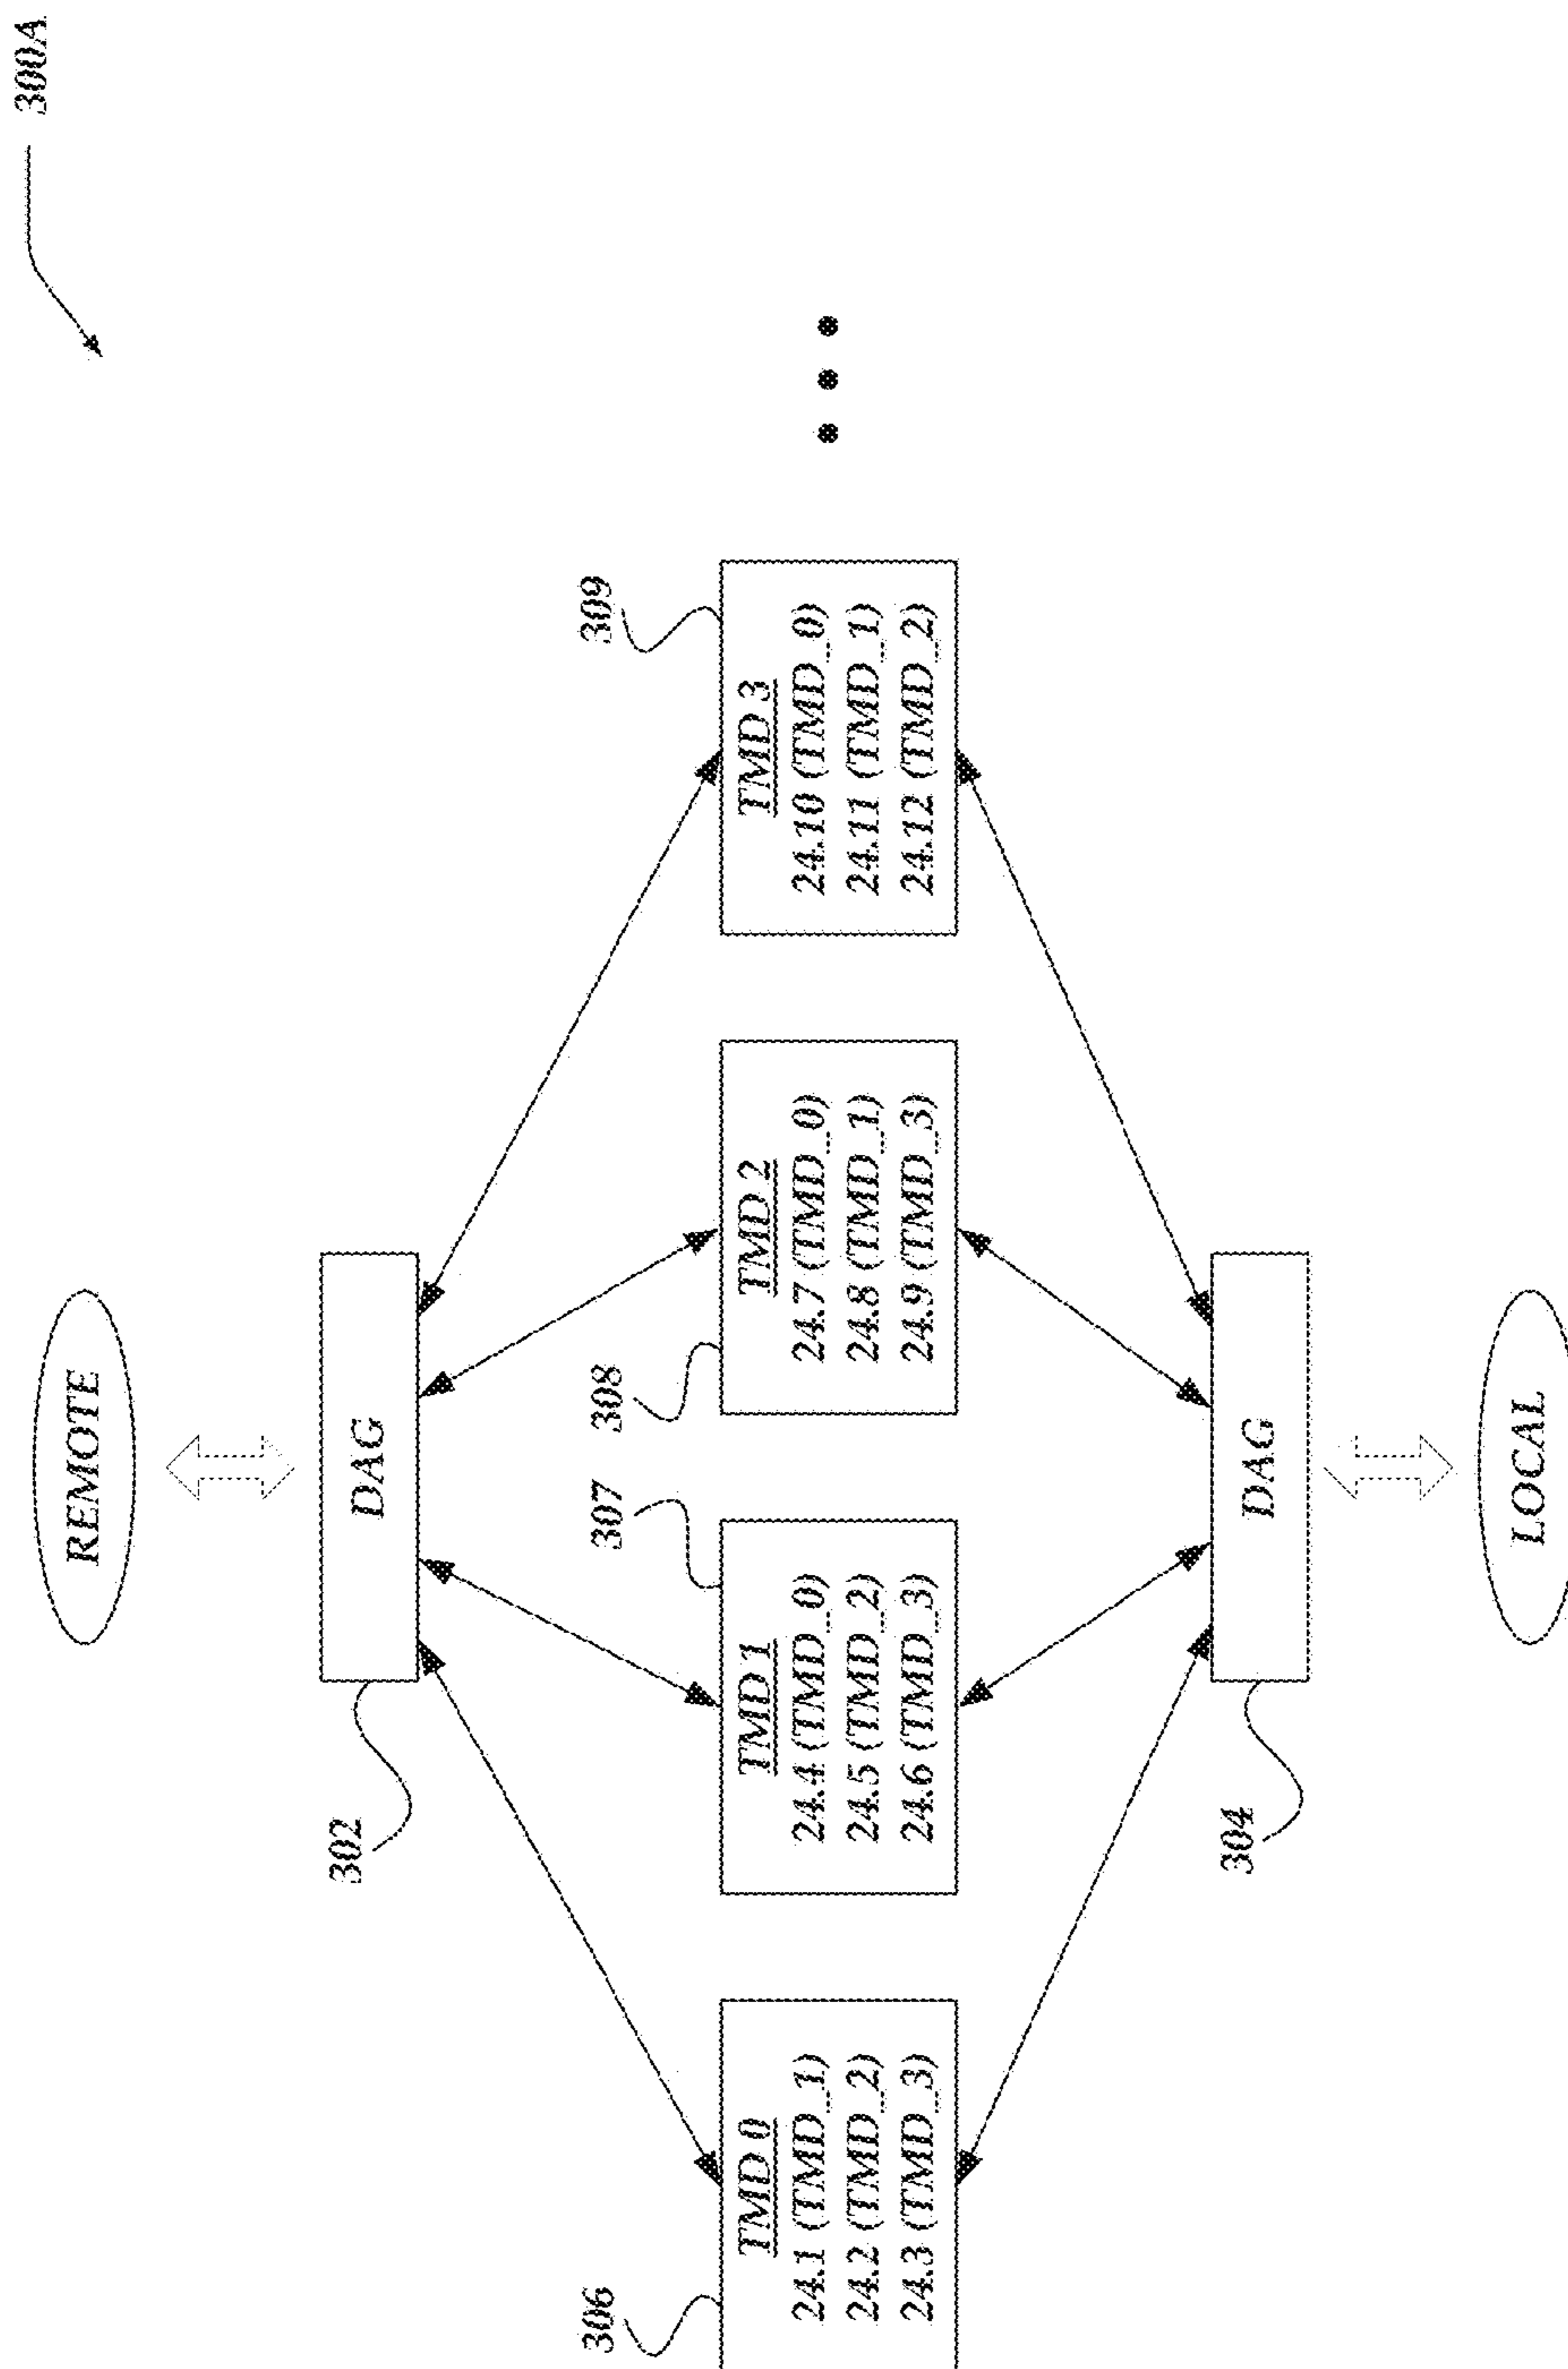 300A
REMOTE
DAG
302
306
TMD 0
24.1 (TMD_1)
24.2 (TMD_2)
24.3 (TMD_3)
307
TMD 1
24.4 (TMD_0)
24.5 (TMD_2)
24.6 (TMD_3)
308
TMD 2
24.7 (TMD_0)
24.8 (TMD_1)
24.9 (TMD_3)
309
TMD 3
24.10 (TMD_0)
24.11 (TMD_1)
24.12 (TMD_2)
304
DAG
LOCAL